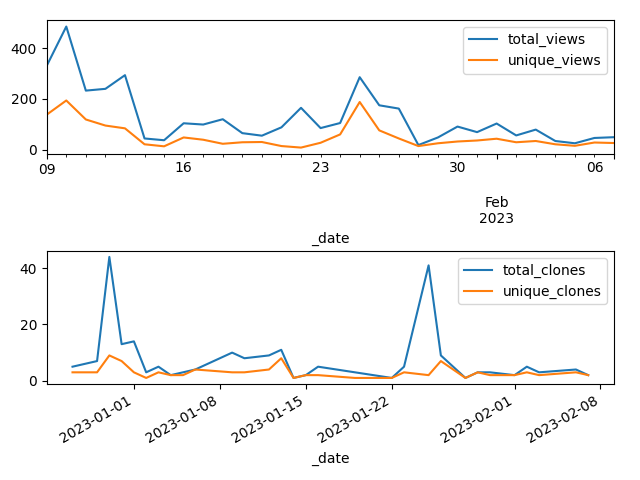 400
200
0
total_views
unique_views
09
16
23
30
06
Feb
2023
_date
40
20
0
total_clones
unique_clones
2023-01-01
2023-01-08
2023-01-15
2023-01-22
2023-02-01
2023-02-08
_date